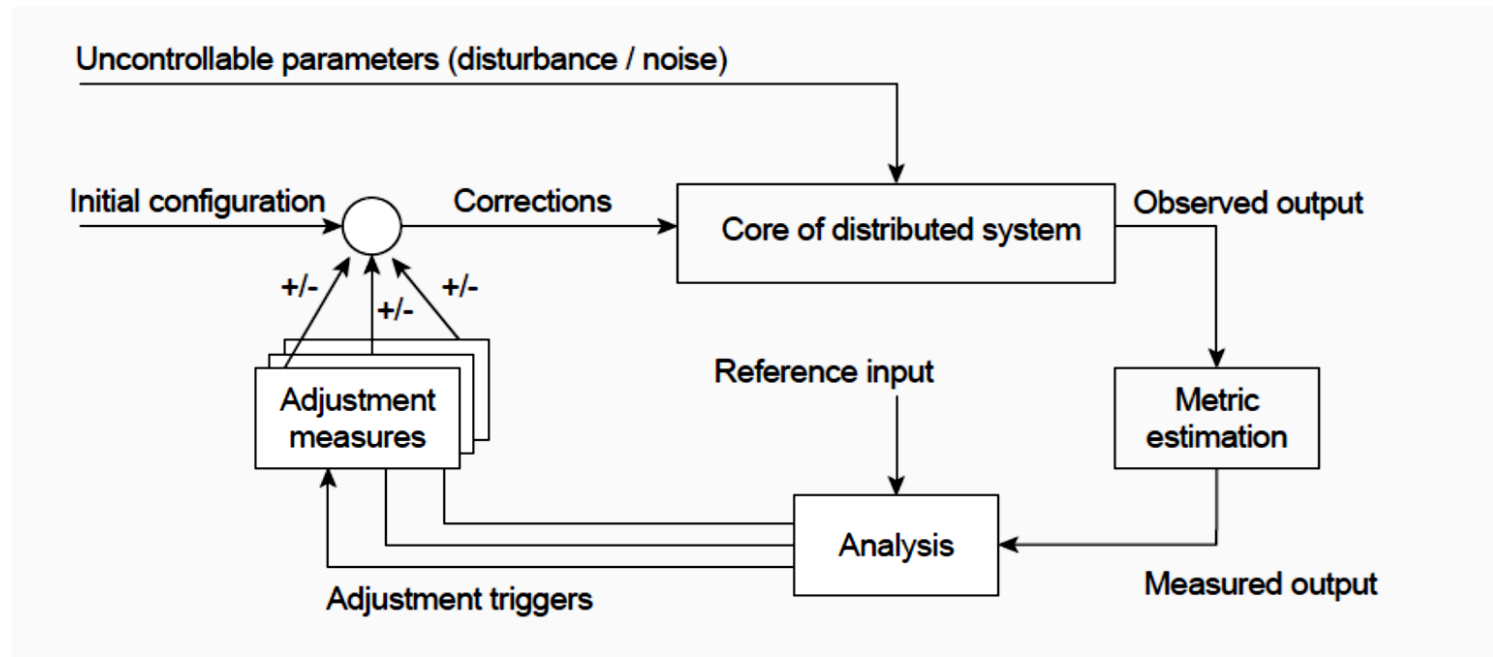 Uncontrollable parameters (disturbance / noise)
Initial configuration
Corrections
Core of distributed system
Observed output
+/-
+/-
+/-
Reference input
Adjustment
measures
Metric
estimation
Analysis
Adjustment triggers
Measured output